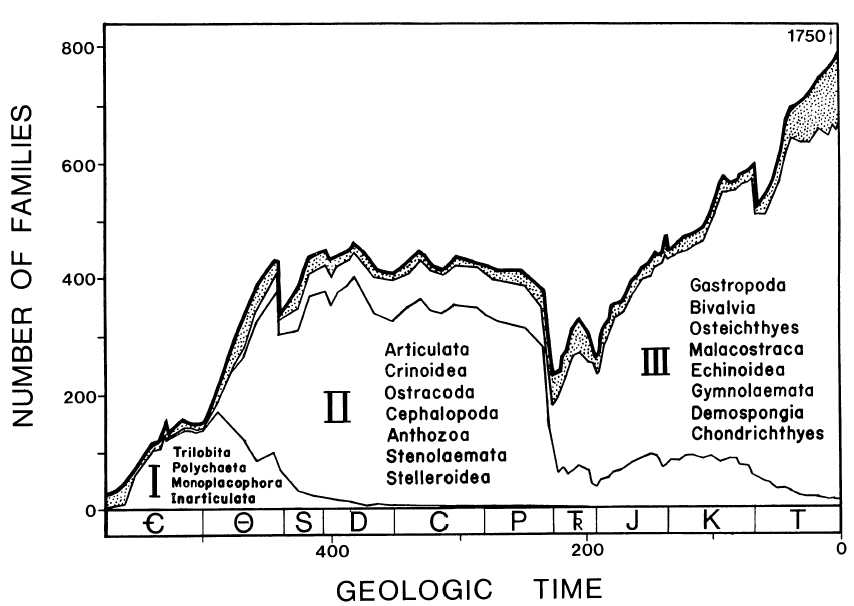 1750↑
800
600
400
200
0
NUMBER OF FAMILIES
I
Trilobita
Polychaeta
Monoplacophora
Inarticulata
II
Articulata
Crinoidea
Ostracoda
Cephalopoda
Anthozoa
Stenolaemata
Stelleroidea
III
Gastropoda
Bivalvia
Osteichthyes
Malacostraca
Echinoidea
Gymnolaemata
Demospongia
Chondrichthyes
Є Θ S D C P TR J K T
400 200 0
GEOLOGIC TIME